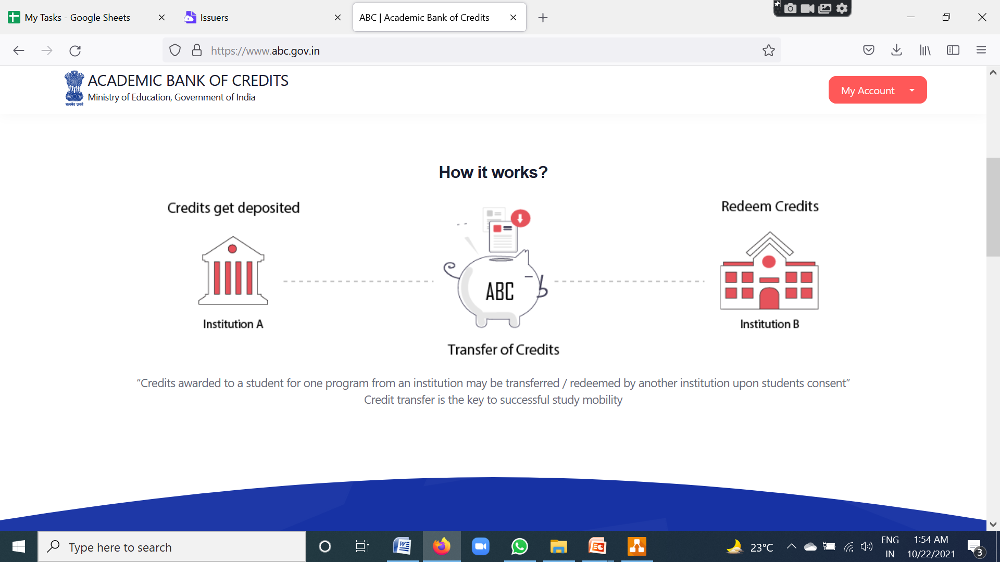 My Tasks - Google Sheets
Issuers
ABC | Academic Bank of Credits
https://www.abc.gov.in
ACADEMIC BANK OF CREDITS
Ministry of Education, Government of India
सत्यमेव जयते
My Account
How it works?
Credits get deposited
Redeem Credits
ABC
Institution A
Institution B
Transfer of Credits
“Credits awarded to a student for one program from an institution may be transferred / redeemed by another institution upon students consent”
Credit transfer is the key to successful study mobility
Type here to search
23°C
ENG
IN
1:54 AM
10/22/2021
3